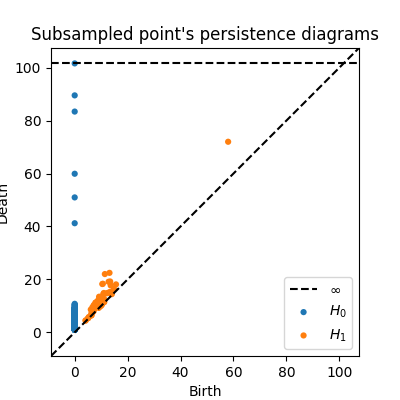 Subsampled point's persistence diagrams
100
80
60
40
20
0
Death
0 20 40 60 80 100
Birth
∞
H₀
H₁